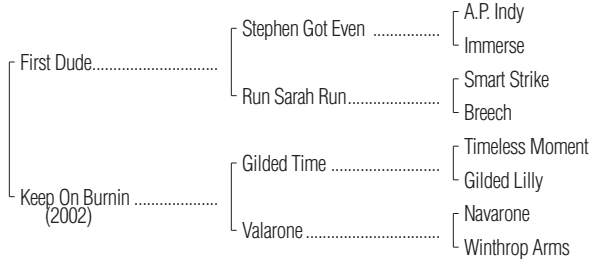 A.P. Indy
Stephen Got Even ................
Immerse
First Dude..............................
Smart Strike
Run Sarah Run......................
Breech
Timeless Moment
Gilded Time ..........................
Gilded Lilly
Keep On Burnin ....................
(2002)
Navarone
Valarone ................................
Winthrop Arms